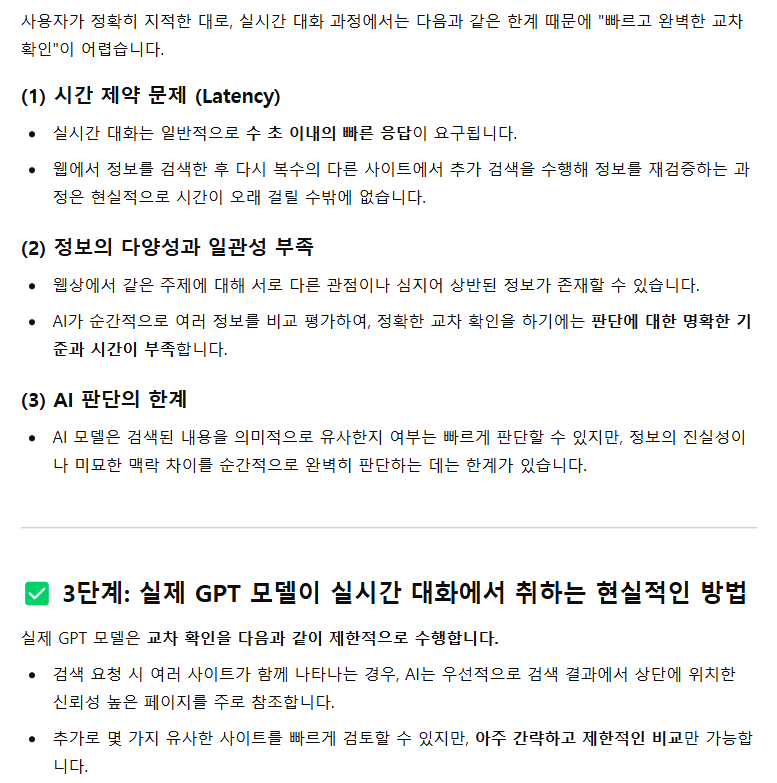 사용자가 정확히 지적한 대로, 실시간 대화 과정에서는 다음과 같은 한계 때문에 "빠르고 완벽한 교차
확인"이 어렵습니다.
(1) 시간 제약 문제 (Latency)
• 실시간 대화는 일반적으로 수 초 이내의 빠른 응답이 요구됩니다.
• 웹에서 정보를 검색한 후 다시 복수의 다른 사이트에서 추가 검색을 수행해 정보를 재검증하는 과
정은 현실적으로 시간이 오래 걸릴 수밖에 없습니다.
(2) 정보의 다양성과 일관성 부족
• 웹상에서 같은 주제에 대해 서로 다른 관점이나 심지어 상반된 정보가 존재할 수 있습니다.
• AI가 순간적으로 여러 정보를 비교 평가하여, 정확한 교차 확인을 하기에는 판단에 대한 명확한 기
준과 시간이 부족합니다.
(3) AI 판단의 한계
• AI 모델은 검색된 내용을 의미적으로 유사한지 여부는 빠르게 판단할 수 있지만, 정보의 진실성이
나 미묘한 맥락 차이를 순간적으로 완벽히 판단하는 데는 한계가 있습니다.
✅ 3단계: 실제 GPT 모델이 실시간 대화에서 취하는 현실적인 방법
실제 GPT 모델은 교차 확인을 다음과 같이 제한적으로 수행합니다.
• 검색 요청 시 여러 사이트가 함께 나타나는 경우, AI는 우선적으로 검색 결과에서 상단에 위치한
신뢰성 높은 페이지를 주로 참조합니다.
• 추가로 몇 가지 유사한 사이트를 빠르게 검토할 수 있지만, 아주 간략하고 제한적인 비교만 가능합
니다.